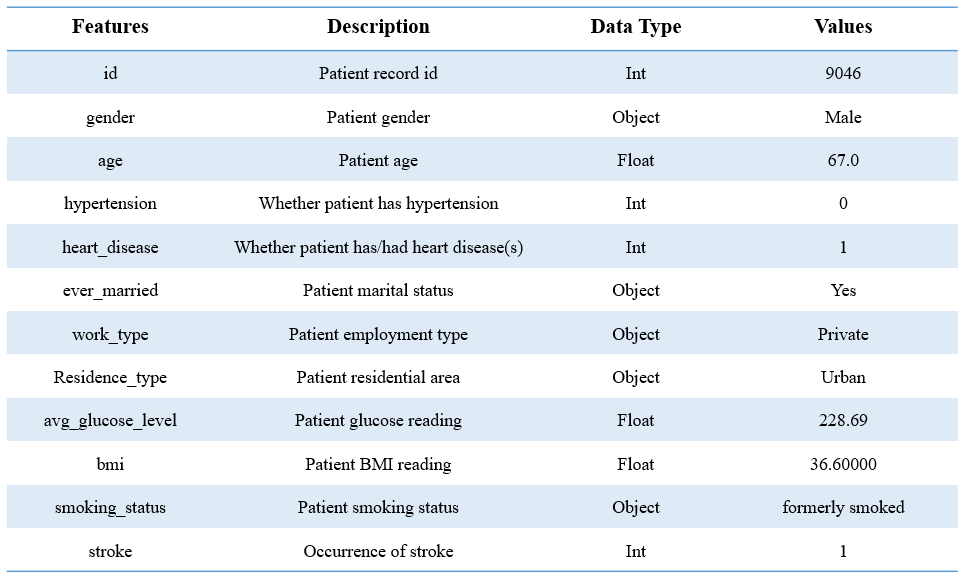 Features Description Data Type Values
id Patient record id Int 9046
gender Patient gender Object Male
age Patient age Float 67.0
hypertension Whether patient has hypertension Int 0
heart_disease Whether patient has/had heart disease(s) Int 1
ever_married Patient marital status Object Yes
work_type Patient employment type Object Private
Residence_type Patient residential area Object Urban
avg_glucose_level Patient glucose reading Float 228.69
bmi Patient BMI reading Float 36.60000
smoking_status Patient smoking status Object formerly smoked
stroke Occurrence of stroke Int 1